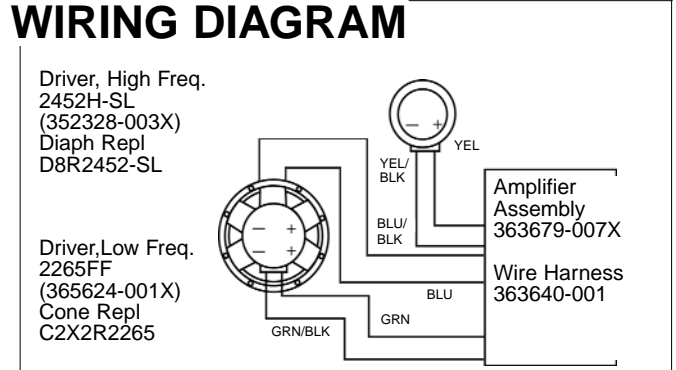 WIRING DIAGRAM
Driver, High Freq.
2452H-SL
(352328-003X)
Diaph Repl
D8R2452-SL
Driver,Low Freq.
2265FF
(365624-001X)
Cone Repl
C2X2R2265
− +
YEL
YEL/
BLK
− +
− +
BLU/
BLK
BLU
GRN
GRN/BLK
Amplifier
Assembly
363679-007X
Wire Harness
363640-001